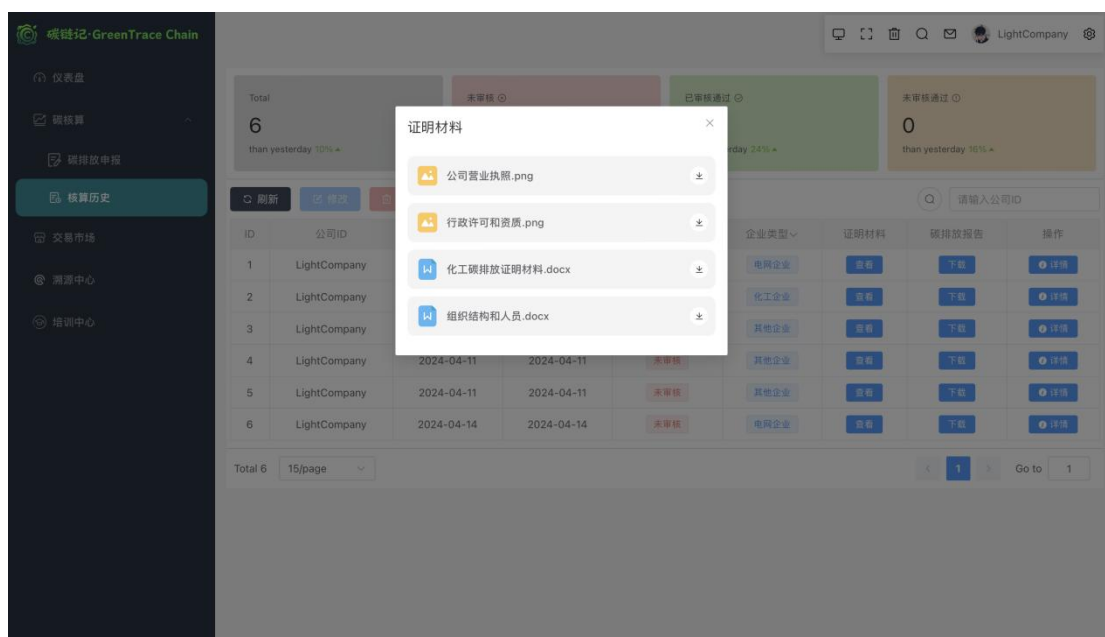 碳链记·GreenTrace Chain
LightCompany
仪表盘
碳核算
碳排放申报
核算历史
交易市场
溯源中心
培训中心
Total
6
than yesterday 10%
未审核
已审核通过
rday 24%
未审核通过
0
than yesterday 16%
证明材料
公司营业执照.png
行政许可和资质.png
化工碳排放证明材料.docx
组织结构和人员.docx
刷新 修改 请输入公司ID
ID 公司ID 企业类型 证明材料 碳排放报告 操作
1 LightCompany 电网企业 查看 下载 详情
2 LightCompany 化工企业 查看 下载 详情
3 LightCompany 其他企业 查看 下载 详情
4 LightCompany 2024-04-11 2024-04-11 未审核 其他企业 查看 下载 详情
5 LightCompany 2024-04-11 2024-04-11 未审核 其他企业 查看 下载 详情
6 LightCompany 2024-04-14 2024-04-14 未审核 电网企业 查看 下载 详情
Total 6 15/page 1 Go to 1